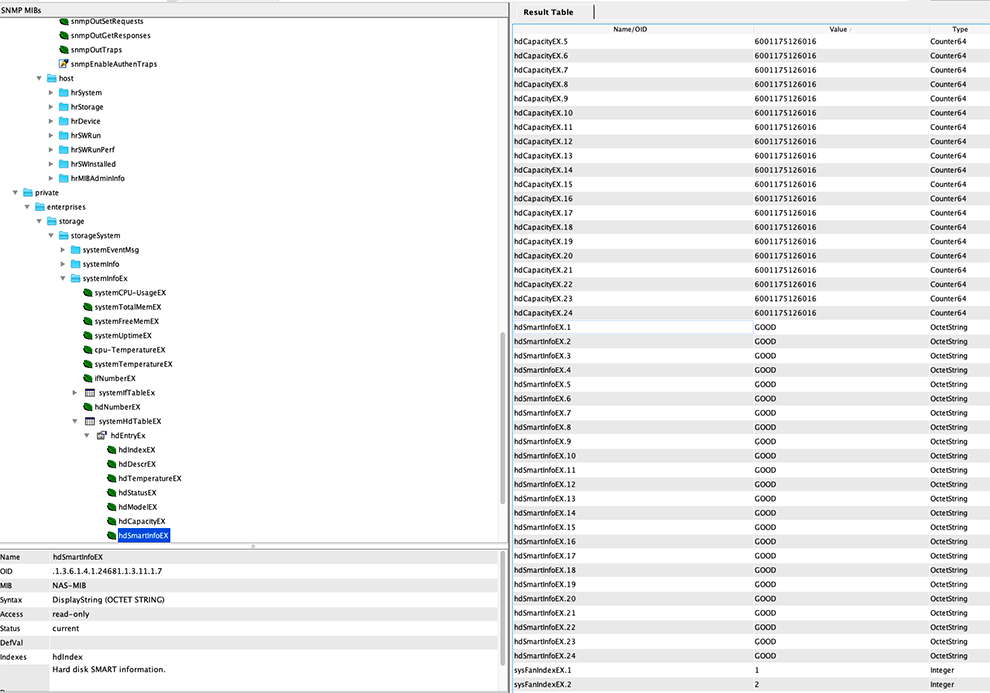 SNMP MIBs
snmpOutSetRequests
snmpOutGetResponses
snmpOutTraps
snmpEnableAuthenTraps
host
hrSystem
hrStorage
hrDevice
hrSWRun
hrSWRunPerf
hrSWInstalled
hrMIBAdminInfo
private
enterprises
storage
storageSystem
systemEventMsg
systemInfo
systemInfoEx
systemCPU-UsageEX
systemTotalMemEX
systemFreeMemEX
systemUptimeEX
cpu-TemperatureEX
systemTemperatureEX
ifNumberEX
systemIfTableEx
hdNumberEX
systemHdTableEX
hdEntryEx
hdIndexEX
hdDescrEX
hdTemperatureEX
hdStatusEX
hdModelEX
hdCapacityEX
hdSmartInfoEX
Name hdSmartInfoEX
OID .1.3.6.1.4.1.24681.1.3.11.1.7
MIB NAS-MIB
Syntax DisplayString (OCTET STRING)
Access read-only
Status current
DefVal
Indexes hdIndex
Hard disk SMART information.
Result Table
Name/OID Value Type
hdCapacityEX.5 6001175126016 Counter64
hdCapacityEX.6 6001175126016 Counter64
hdCapacityEX.7 6001175126016 Counter64
hdCapacityEX.8 6001175126016 Counter64
hdCapacityEX.9 6001175126016 Counter64
hdCapacityEX.10 6001175126016 Counter64
hdCapacityEX.11 6001175126016 Counter64
hdCapacityEX.12 6001175126016 Counter64
hdCapacityEX.13 6001175126016 Counter64
hdCapacityEX.14 6001175126016 Counter64
hdCapacityEX.15 6001175126016 Counter64
hdCapacityEX.16 6001175126016 Counter64
hdCapacityEX.17 6001175126016 Counter64
hdCapacityEX.18 6001175126016 Counter64
hdCapacityEX.19 6001175126016 Counter64
hdCapacityEX.20 6001175126016 Counter64
hdCapacityEX.21 6001175126016 Counter64
hdCapacityEX.22 6001175126016 Counter64
hdCapacityEX.23 6001175126016 Counter64
hdCapacityEX.24 6001175126016 Counter64
hdSmartInfoEX.1 GOOD OctetString
hdSmartInfoEX.2 GOOD OctetString
hdSmartInfoEX.3 GOOD OctetString
hdSmartInfoEX.4 GOOD OctetString
hdSmartInfoEX.5 GOOD OctetString
hdSmartInfoEX.6 GOOD OctetString
hdSmartInfoEX.7 GOOD OctetString
hdSmartInfoEX.8 GOOD OctetString
hdSmartInfoEX.9 GOOD OctetString
hdSmartInfoEX.10 GOOD OctetString
hdSmartInfoEX.11 GOOD OctetString
hdSmartInfoEX.12 GOOD OctetString
hdSmartInfoEX.13 GOOD OctetString
hdSmartInfoEX.14 GOOD OctetString
hdSmartInfoEX.15 GOOD OctetString
hdSmartInfoEX.16 GOOD OctetString
hdSmartInfoEX.17 GOOD OctetString
hdSmartInfoEX.18 GOOD OctetString
hdSmartInfoEX.19 GOOD OctetString
hdSmartInfoEX.20 GOOD OctetString
hdSmartInfoEX.21 GOOD OctetString
hdSmartInfoEX.22 GOOD OctetString
hdSmartInfoEX.23 GOOD OctetString
hdSmartInfoEX.24 GOOD OctetString
sysFanIndexEX.1 1 Integer
sysFanIndexEX.2 2 Integer